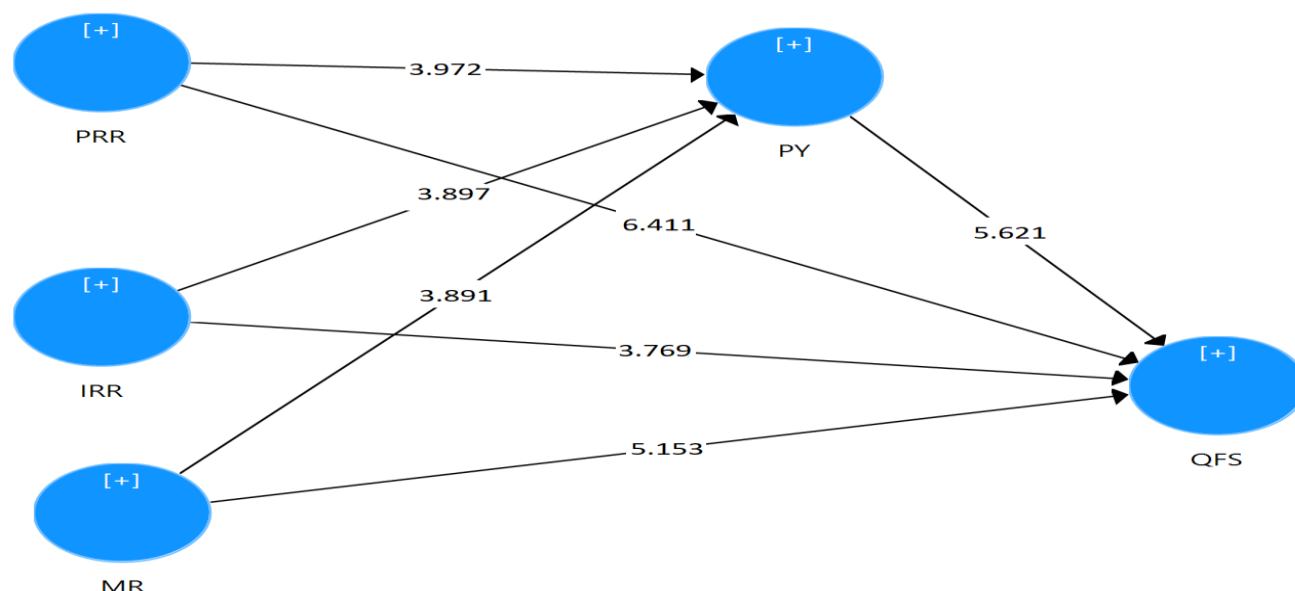 [+]
PRR
[+]
PY
3.972
3.897
6.411
5.621
[+]
IRR
3.891
3.769
[+]
QFS
5.153
[+]
MR